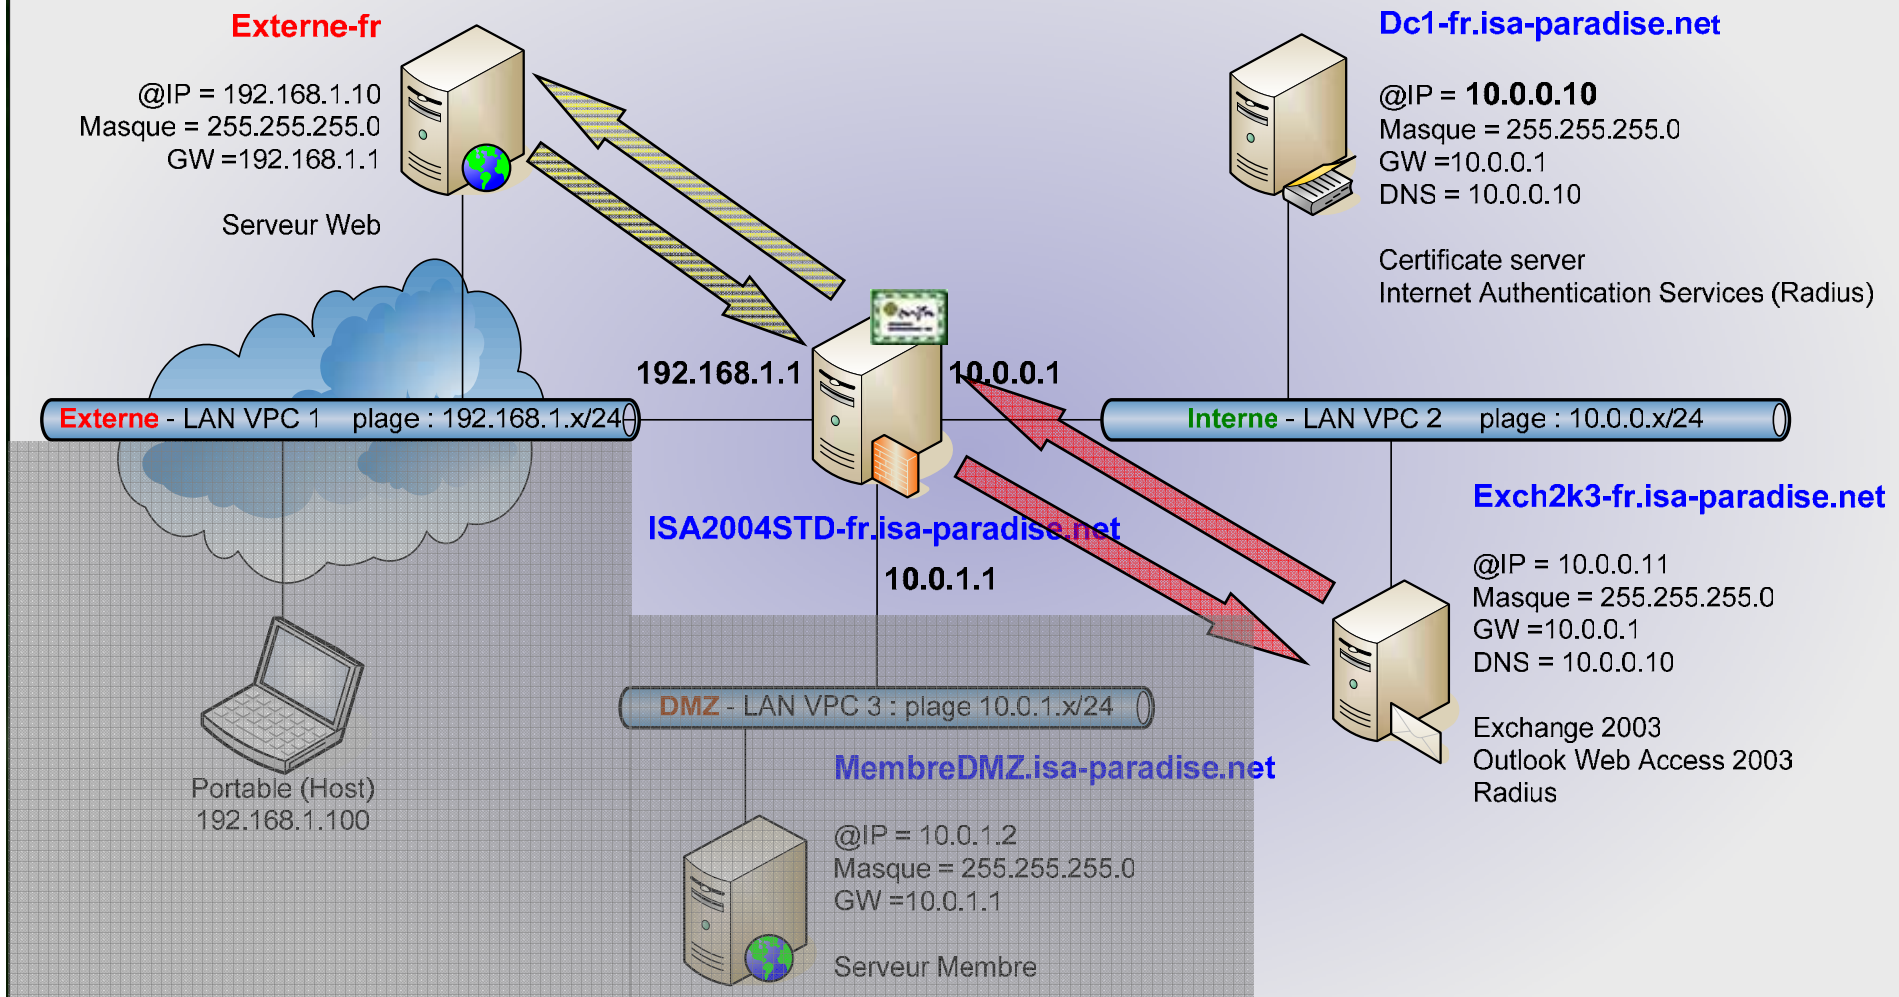 Externe-fr
@IP = 192.168.1.10
Masque = 255.255.255.0
GW =192.168.1.1
Serveur Web
Dc1-fr.isa-paradise.net
@IP = 10.0.0.10
Masque = 255.255.255.0
GW =10.0.0.1
DNS = 10.0.0.10
Certificate server
Internet Authentication Services (Radius)
192.168.1.1
10.0.0.1
Externe - LAN VPC 1 plage : 192.168.1.x/24
Interne - LAN VPC 2 plage : 10.0.0.x/24
ISA2004STD-fr.isa-paradise.net
10.0.1.1
Exch2k3-fr.isa-paradise.net
@IP = 10.0.0.11
Masque = 255.255.255.0
GW =10.0.0.1
DNS = 10.0.0.10
Exchange 2003
Outlook Web Access 2003
Radius
DMZ - LAN VPC 3 : plage 10.0.1.x/24
Portable (Host)
192.168.1.100
MembreDMZ.isa-paradise.net
@IP = 10.0.1.2
Masque = 255.255.255.0
GW =10.0.1.1
Serveur Membre